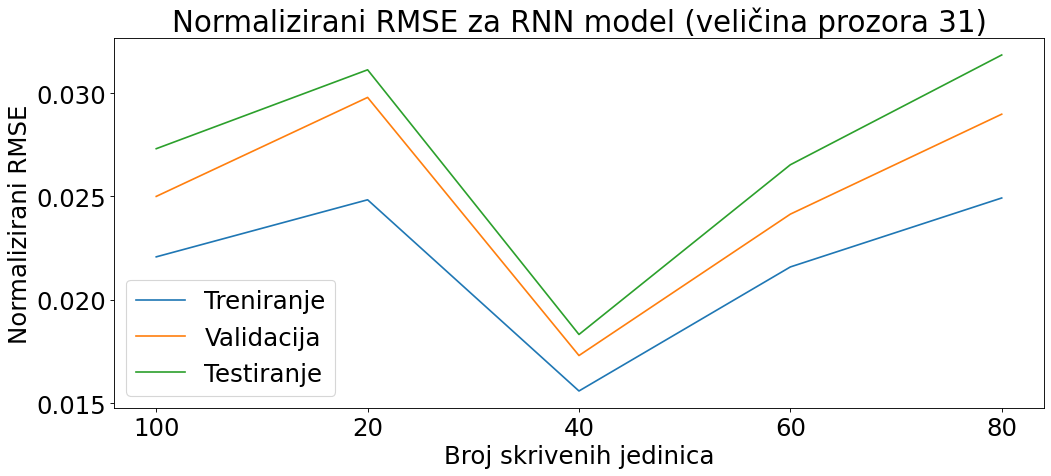 Normalizirani RMSE za RNN model (veličina prozora 31)
Normalizirani RMSE
0.030
0.025
0.020
0.015
Treniranje
Validacija
Testiranje
100 20 40 60 80
Broj skrivenih jedinica